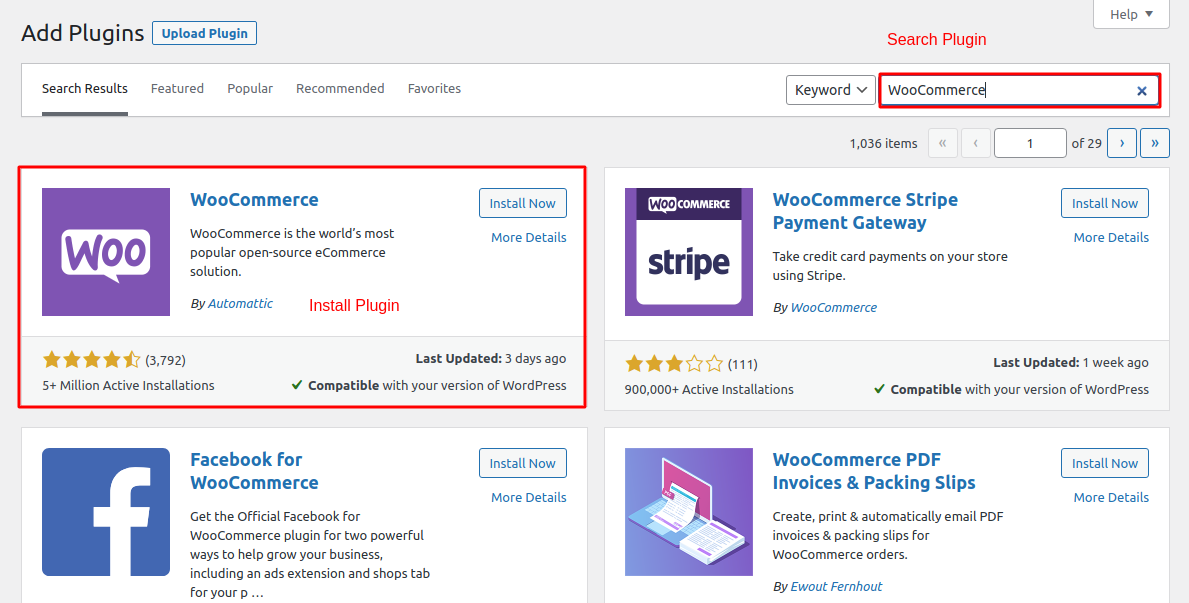 Help
Add Plugins
Upload Plugin
Search Plugin
Search Results
Featured
Popular
Recommended
Favorites
Keyword
WooCommerce
1,036 items
«
‹
1
of 29
›
»
Woo
WooCommerce
Install Now
More Details
WooCommerce is the world’s most
popular open-source eCommerce
solution.
By Automattic
Install Plugin
(3,792)
Last Updated: 3 days ago
5+ Million Active Installations
Compatible with your version of WordPress
WOO COMMERCE
stripe
WooCommerce Stripe
Payment Gateway
Install Now
More Details
Take credit card payments on your store
using Stripe.
By WooCommerce
(111)
Last Updated: 1 week ago
900,000+ Active Installations
Compatible with your version of WordPress
f
Facebook for
WooCommerce
Install Now
More Details
Get the Official Facebook for
WooCommerce plugin for two powerful
ways to help grow your business,
including an ads extension and shops tab
for your p …
WooCommerce PDF
Invoices & Packing Slips
Install Now
More Details
Create, print & automatically email PDF
invoices & packing slips for
WooCommerce orders.
By Ewout Fernhout